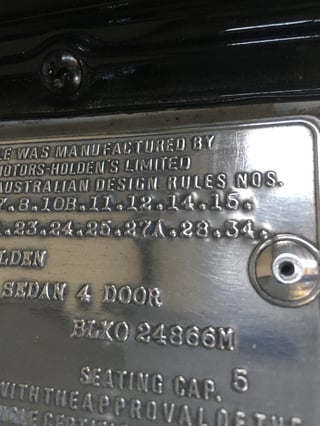 LE WAS MANUFACTURED BY
MOTORS-HOLDEN'S LIMITED
AUSTRALIAN DESIGN RULES NOS.
7.8.10B.11.12.14.15.
.23.24.25.27A.28.34.
LDEN
SEDAN 4 DOOR
BLXO 24866M
SEATING CAP. 5
WITH THE APPROVAL OF THE